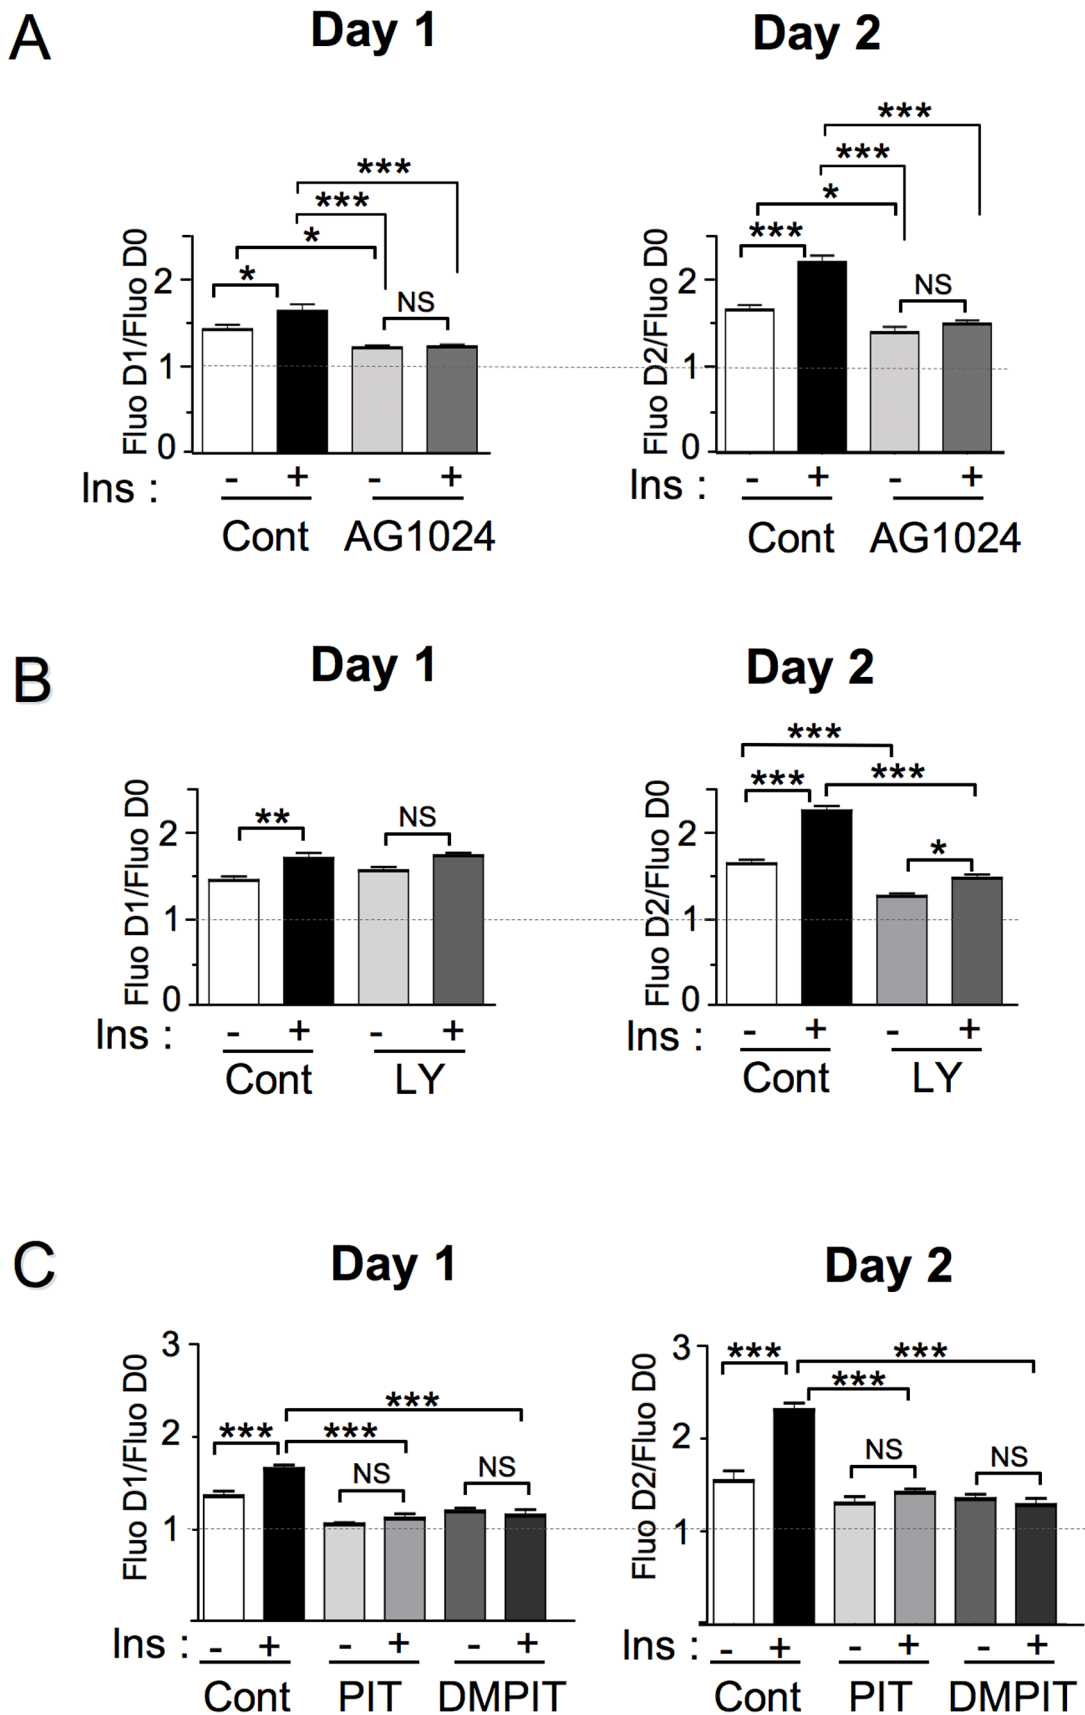 A
Day 1
Day 2
***
***
***
***
***
*
*
***
*
NS
NS
Fluo D1/Fluo D0
2
1
0
Fluo D2/Fluo D0
2
1
0
Ins : - + - +
Ins : - + - +
Cont AG1024
Cont AG1024
B
Day 1
Day 2
***
***
***
**
NS
*
Fluo D1/Fluo D0
2
1
0
Fluo D2/Fluo D0
2
1
0
Ins : - + - +
Ins : - + - +
Cont LY
Cont LY
C
Day 1
Day 2
3
2
1
Fluo D1/Fluo D0
***
***
***
NS
NS
3
2
1
Fluo D2/Fluo D0
***
***
***
NS
NS
Ins : - + - + - +
Ins : - + - + - +
Cont PIT DMPIT
Cont PIT DMPIT